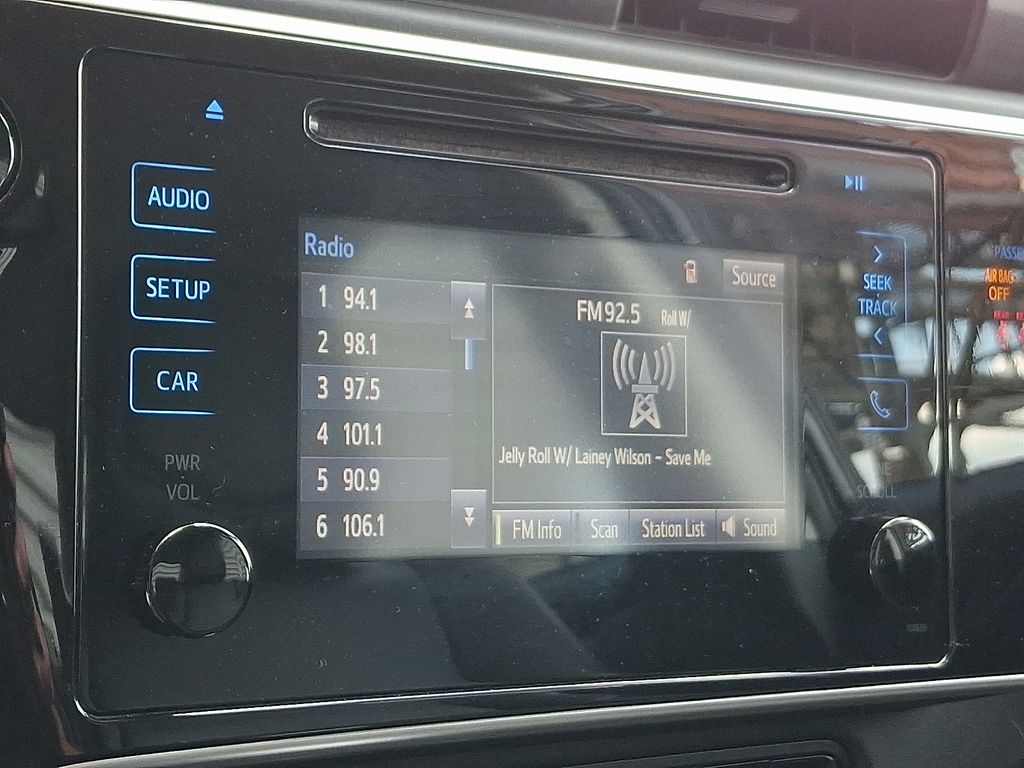 AUDIO
SETUP
CAR
PWR
VOL
Radio
Source
1 94.1
2 98.1
3 97.5
4 101.1
5 90.9
6 106.1
FM92.5 Roll W/
Jelly Roll W/ Lainey Wilson - Save Me
FM Info
Scan
Station List
Sound
SEEK
TRACK
SCROLL
AIR BAG
OFF